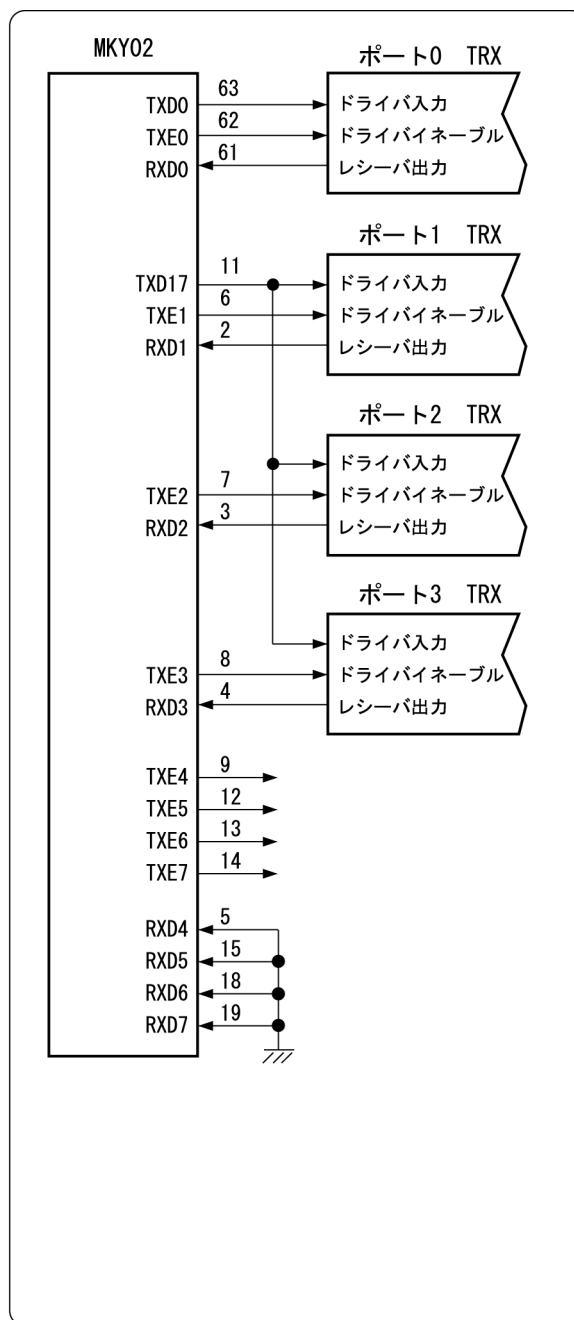 MKY02
ポート0 TRX
TXD0 63 ドライバ入力
TXE0 62 ドライバイネーブル
RXD0 61 レシーバ出力
ポート1 TRX
TXD17 11 ドライバ入力
TXE1 6 ドライバイネーブル
RXD1 2 レシーバ出力
ポート2 TRX
ドライバ入力
TXE2 7 ドライバイネーブル
RXD2 3 レシーバ出力
ポート3 TRX
ドライバ入力
TXE3 8 ドライバイネーブル
RXD3 4 レシーバ出力
TXE4 9
TXE5 12
TXE6 13
TXE7 14
RXD4 5
RXD5 15
RXD6 18
RXD7 19